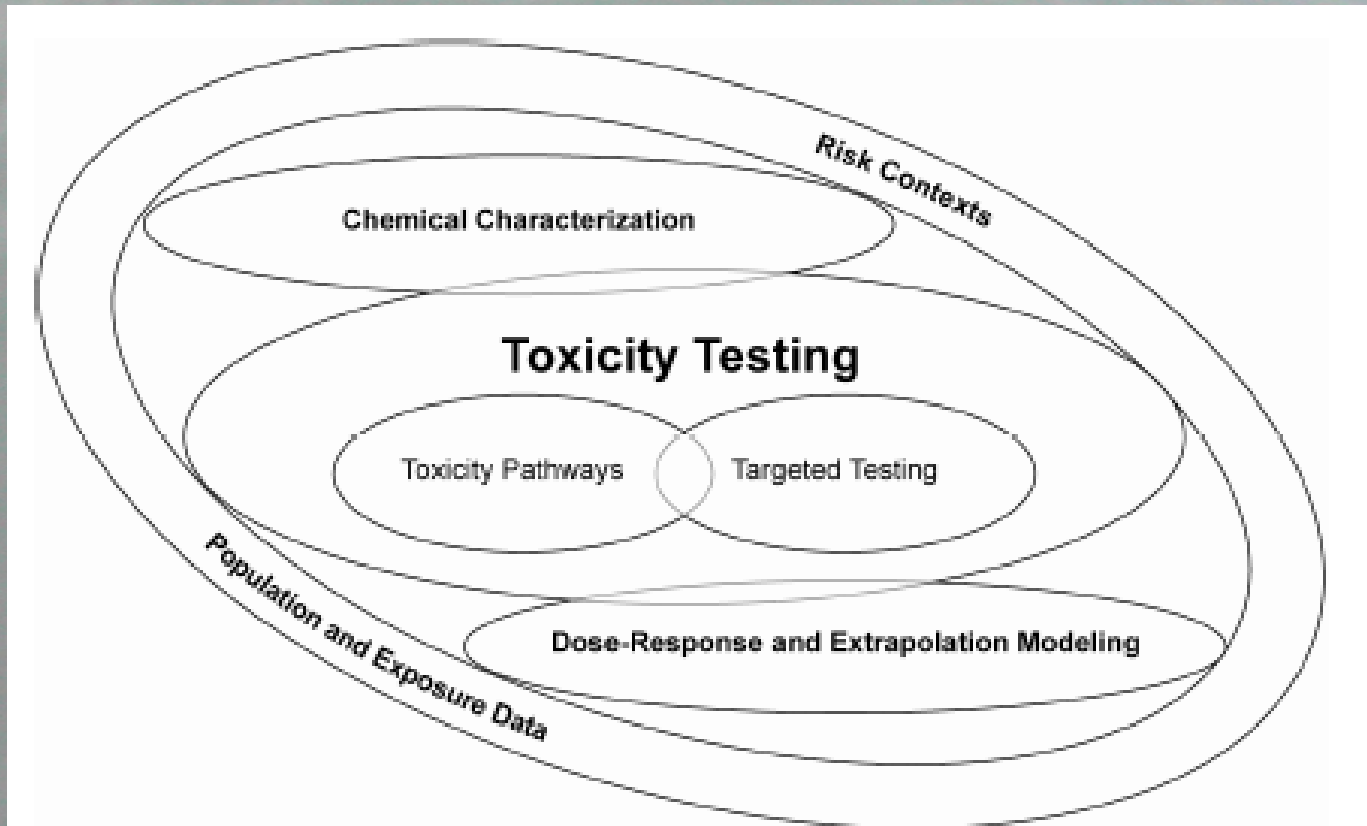 Risk Contexts
Chemical Characterization
Toxicity Testing
Toxicity Pathways
Targeted Testing
Population and Exposure Data
Dose-Response and Extrapolation Modeling